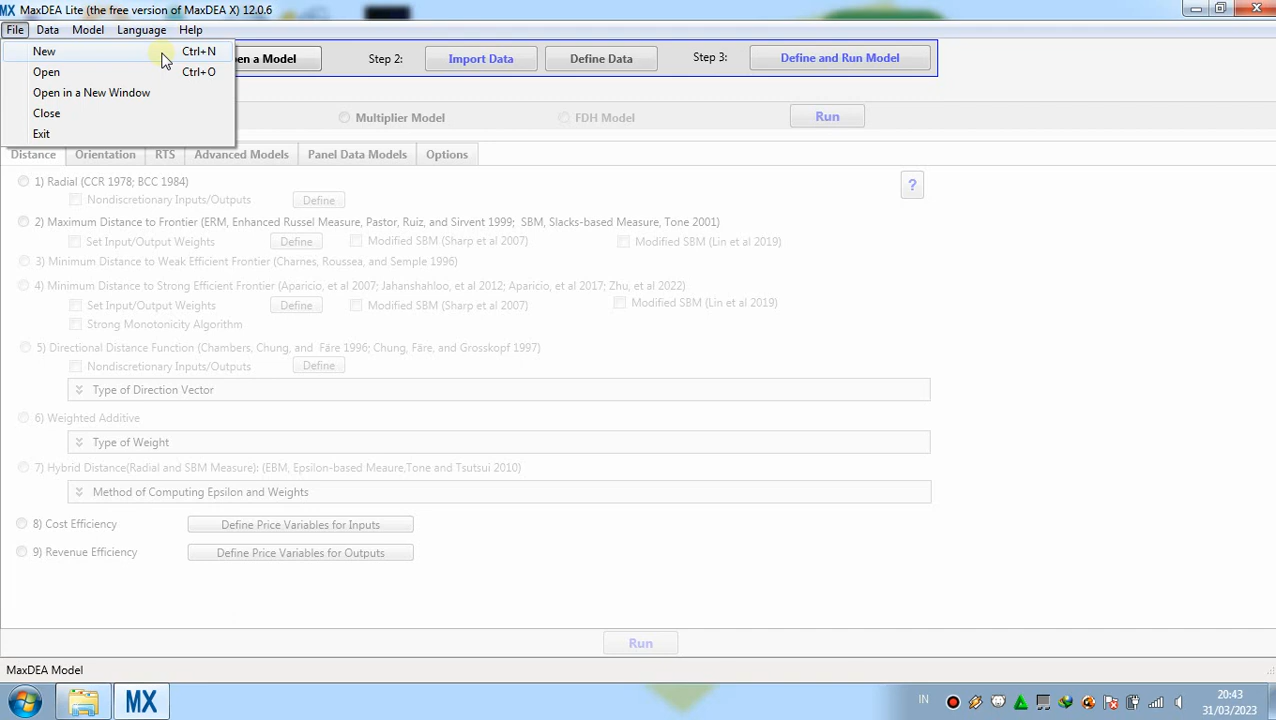 MX MaxDEA Lite (the free version of MaxDEA X) 12.0.6
File Data Model Language Help
New Ctrl+N
Open Ctrl+O
Open in a New Window
Close
Exit
en a Model Step 2: Import Data Define Data Step 3: Define and Run Model
Multiplier Model FDH Model Run
Distance Orientation RTS Advanced Models Panel Data Models Options
1) Radial (CCR 1978; BCC 1984) ?
Nondiscretionary Inputs/Outputs Define
2) Maximum Distance to Frontier (ERM, Enhanced Russel Measure, Pastor, Ruiz, and Sirvent 1999; SBM, Slacks-based Measure, Tone 2001)
Set Input/Output Weights Define Modified SBM (Sharp et al 2007) Modified SBM (Lin et al 2019)
3) Minimum Distance to Weak Efficient Frontier (Charnes, Roussea, and Semple 1996)
4) Minimum Distance to Strong Efficient Frontier (Aparicio, et al 2007; Jahanshahloo, et al 2012; Aparicio, et al 2017; Zhu, et al 2022)
Set Input/Output Weights Define Modified SBM (Sharp et al 2007) Modified SBM (Lin et al 2019)
Strong Monotonicity Algorithm
5) Directional Distance Function (Chambers, Chung, and Färe 1996; Chung, Färe, and Grosskopf 1997)
Nondiscretionary Inputs/Outputs Define
Type of Direction Vector
6) Weighted Additive
Type of Weight
7) Hybrid Distance(Radial and SBM Measure): (EBM, Epsilon-based Meaure,Tone and Tsutsui 2010)
Method of Computing Epsilon and Weights
8) Cost Efficiency Define Price Variables for Inputs
9) Revenue Efficiency Define Price Variables for Outputs
Run
MaxDEA Model
MX IN 20:43
31/03/2023